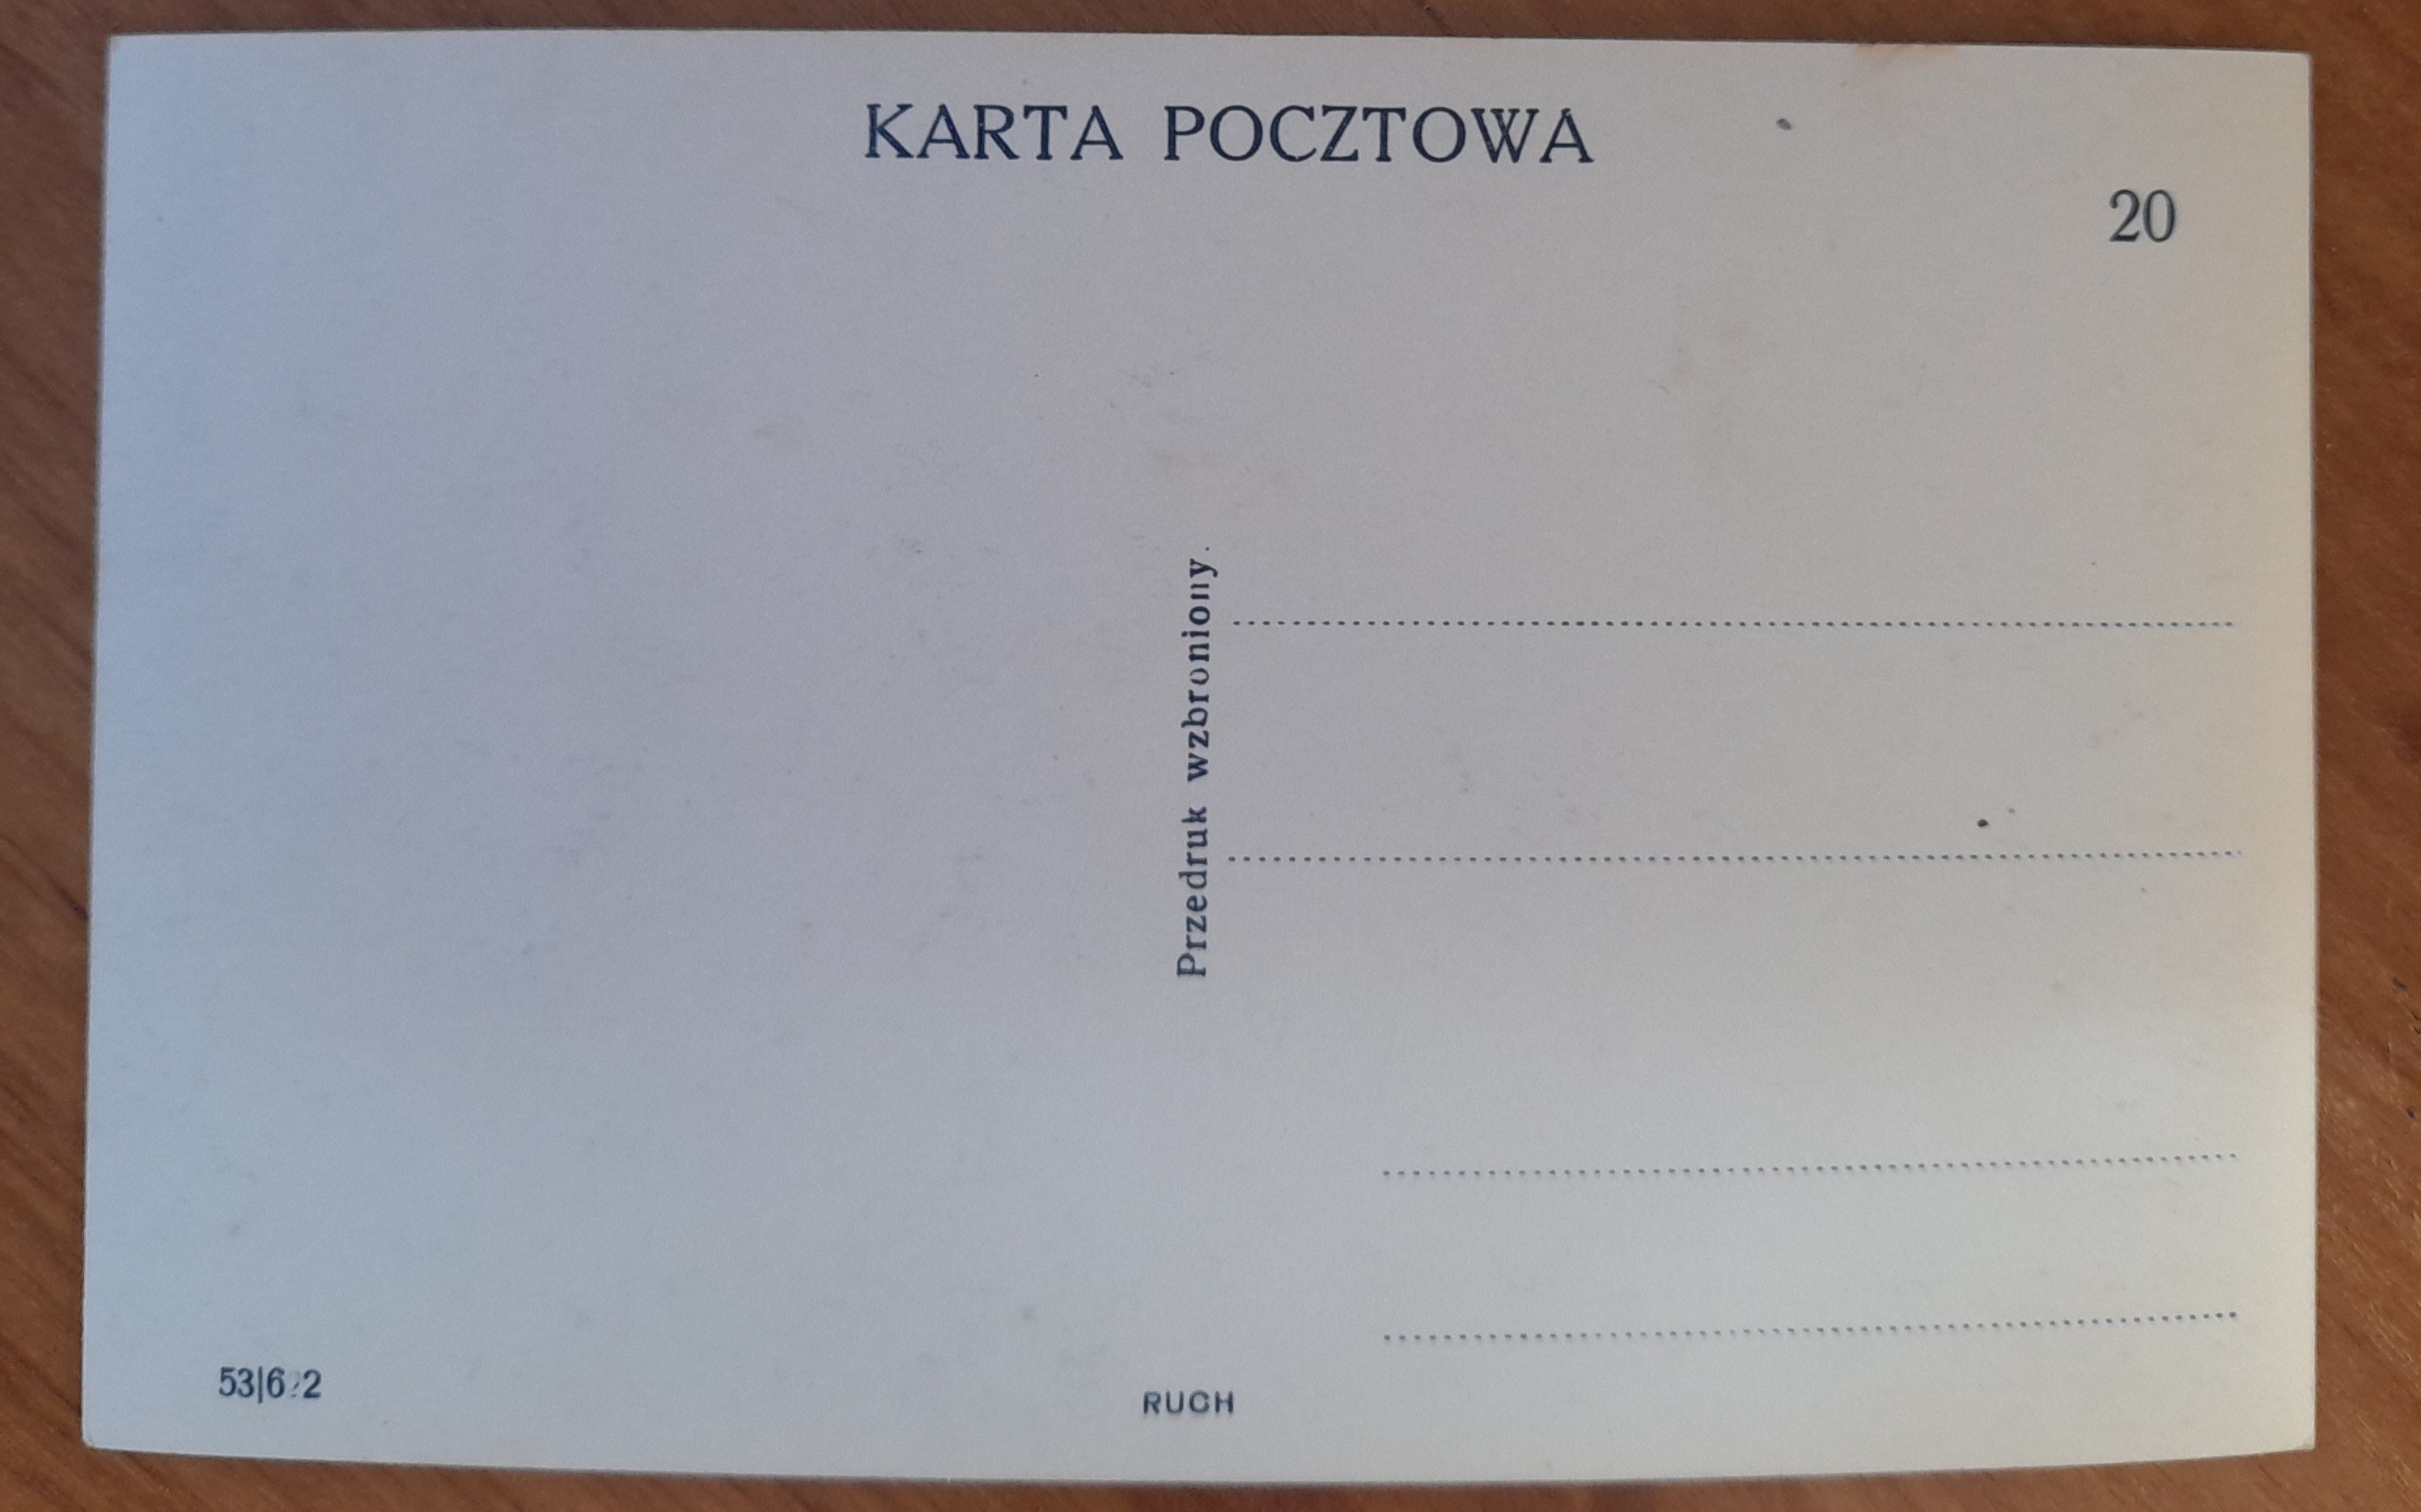 KARTA POCZTOWA
20
Przedruk wzbroniony.
RUCH